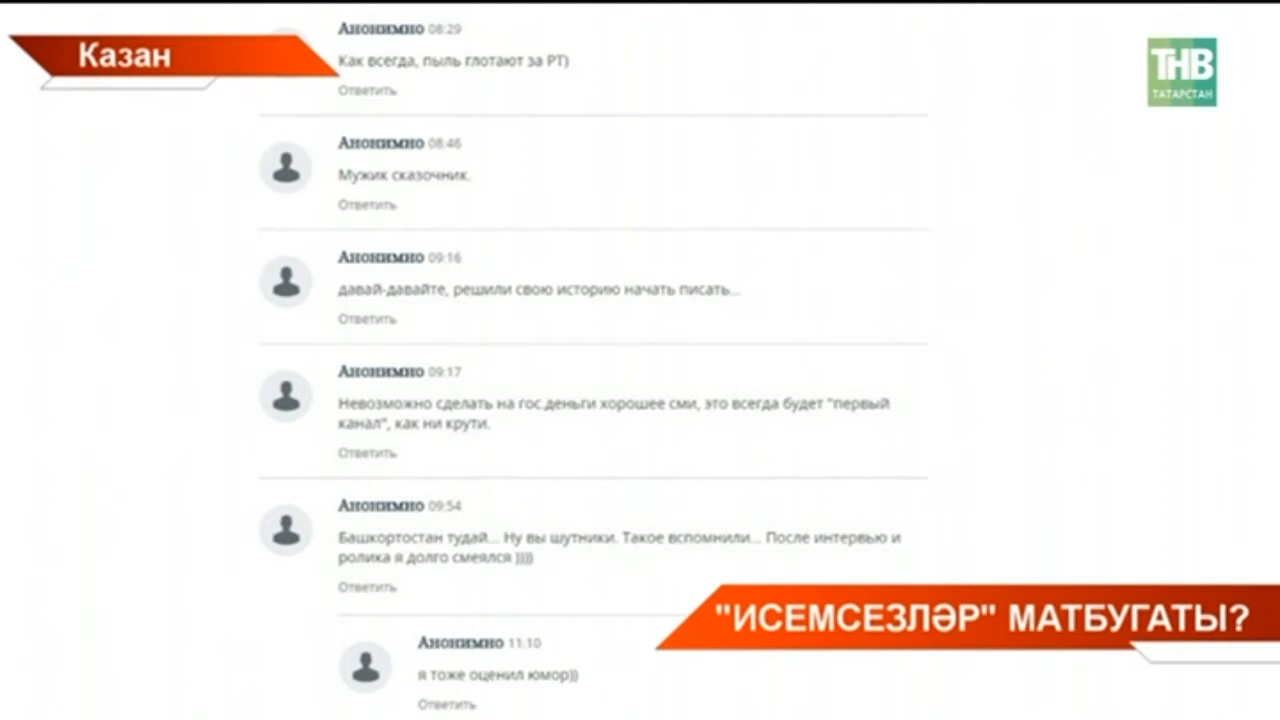 Казан
ТНВ
ТАТАРСТАН
Анонимно 08:29
Как всегда, пыль глотают за РТ)
Ответить
Анонимно 08:46
Мужик сказочник.
Ответить
Анонимно 09:16
давай-давайте, решили свою историю начать писать...
Ответить
Анонимно 09:17
Невозможно сделать на гос.деньги хорошее сми, это всегда будет "первый
канал", как ни крути.
Ответить
Анонимно 09:54
Башкортостан тудай... Ну вы шутники. Такое вспомнили... После интервью и
ролика я долго смеялся ))))
Ответить
"ИСЕМСЕЗЛӘР" МАТБУГАТЫ?
Анонимно 11:10
я тоже оценил юмор))
Ответить